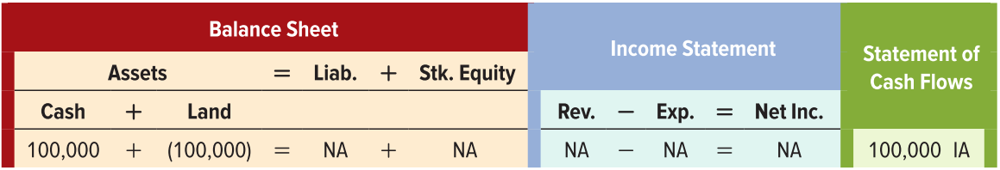 Balance Sheet
Income Statement
Statement of
Cash Flows
Assets = Liab. + Stk. Equity
Cash + Land
Rev. − Exp. = Net Inc.
100,000 + (100,000) = NA + NA NA − NA = NA 100,000 IA